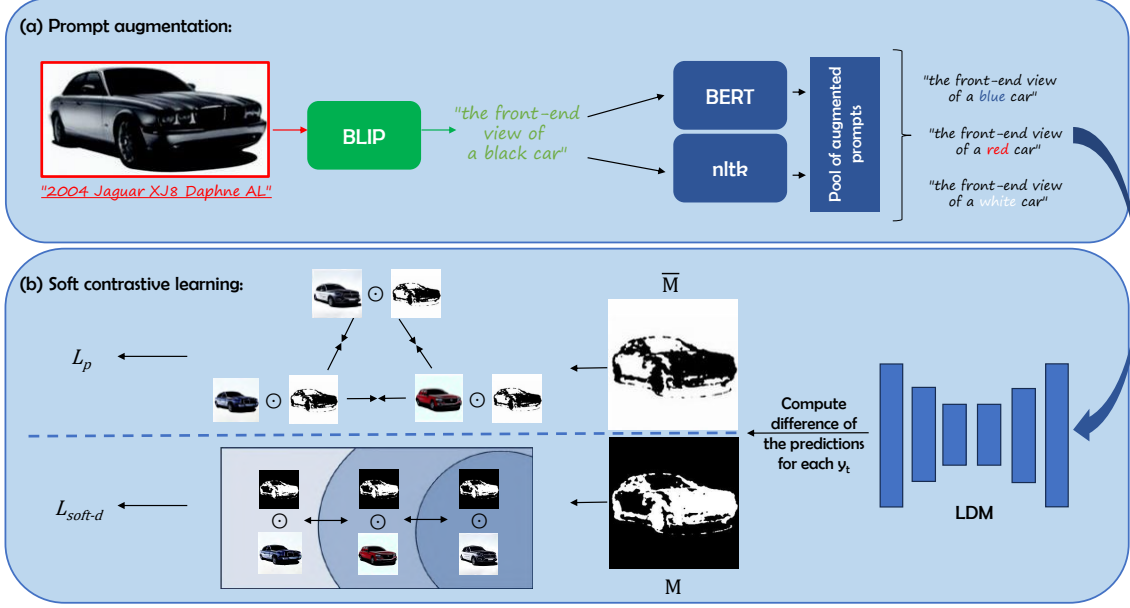 (a) Prompt augmentation:
"2004 Jaguar XJ8 Daphne AL"
BLIP
"the front-end
view of
a black car"
BERT
nltk
Pool of augmented
prompts
"the front-end view
of a blue car"
"the front-end view
of a red car"
"the front-end view
of a white car"
(b) Soft contrastive learning:
L_p
L_soft-d
⊙
⊙
⊙
⊙
⊙
⊙
M̅
M
Compute
difference of
the predictions
for each y_t
LDM